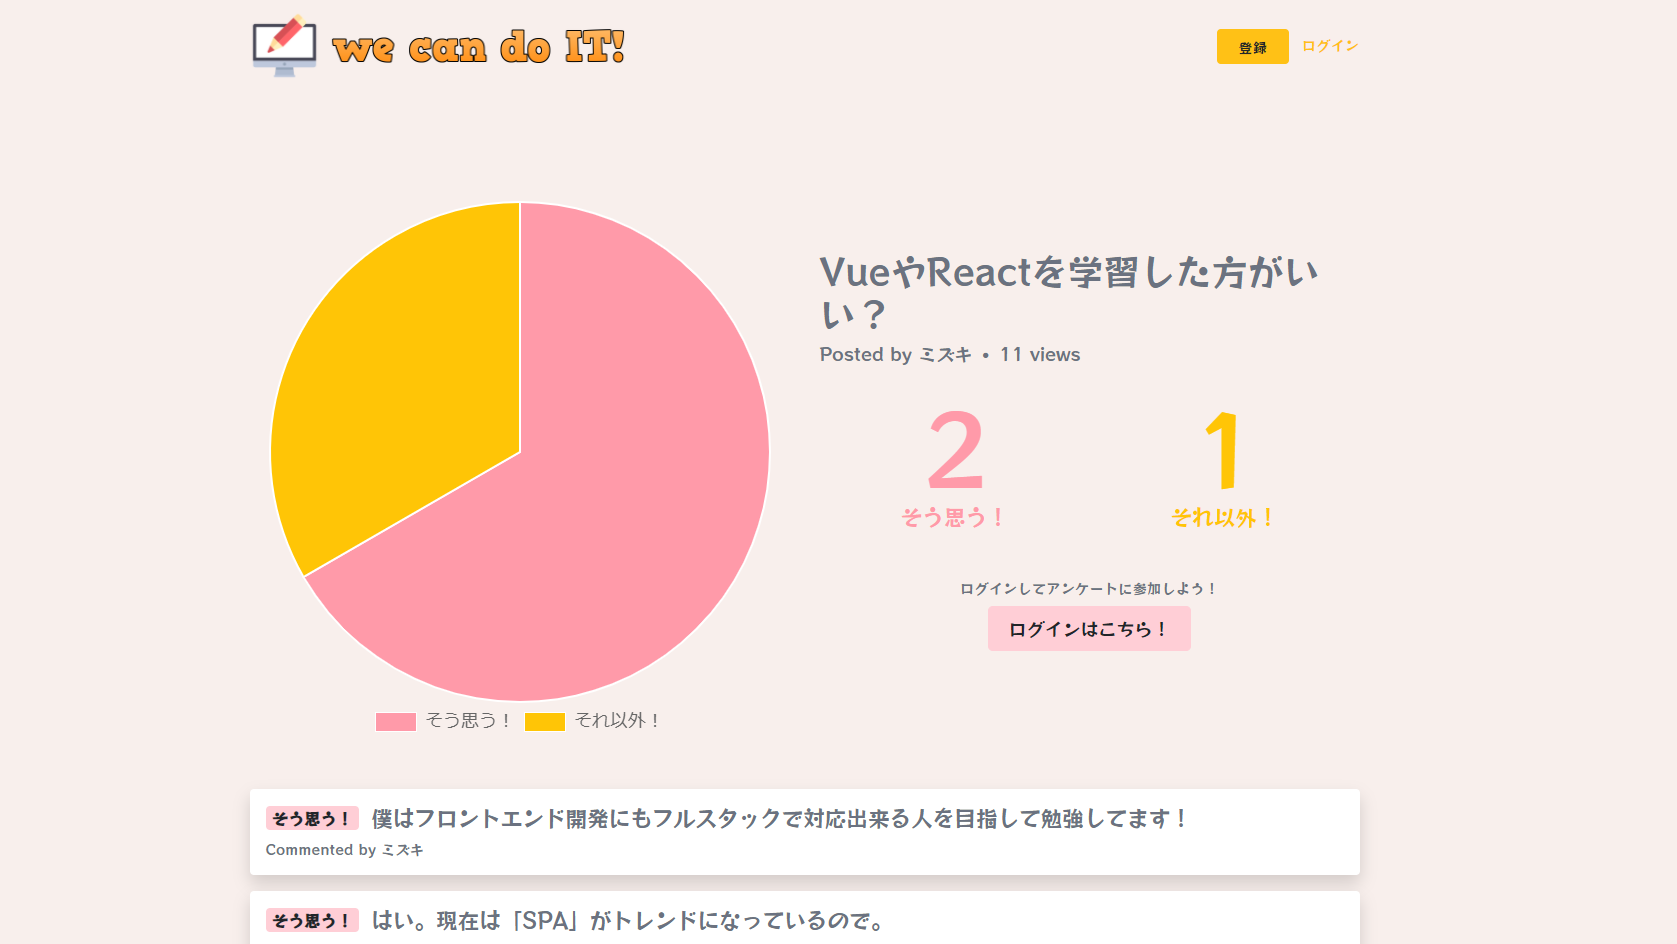 we can do IT!
登録 ログイン
VueやReactを学習した方がい
い？
Posted by ミズキ • 11 views
2
そう思う！
1
それ以外！
ログインしてアンケートに参加しよう！
ログインはこちら！
そう思う！ それ以外！
そう思う！ 僕はフロントエンド開発にもフルスタックで対応出来る人を目指して勉強してます！
Commented by ミズキ
そう思う！ はい。現在は「SPA」がトレンドになっているので。